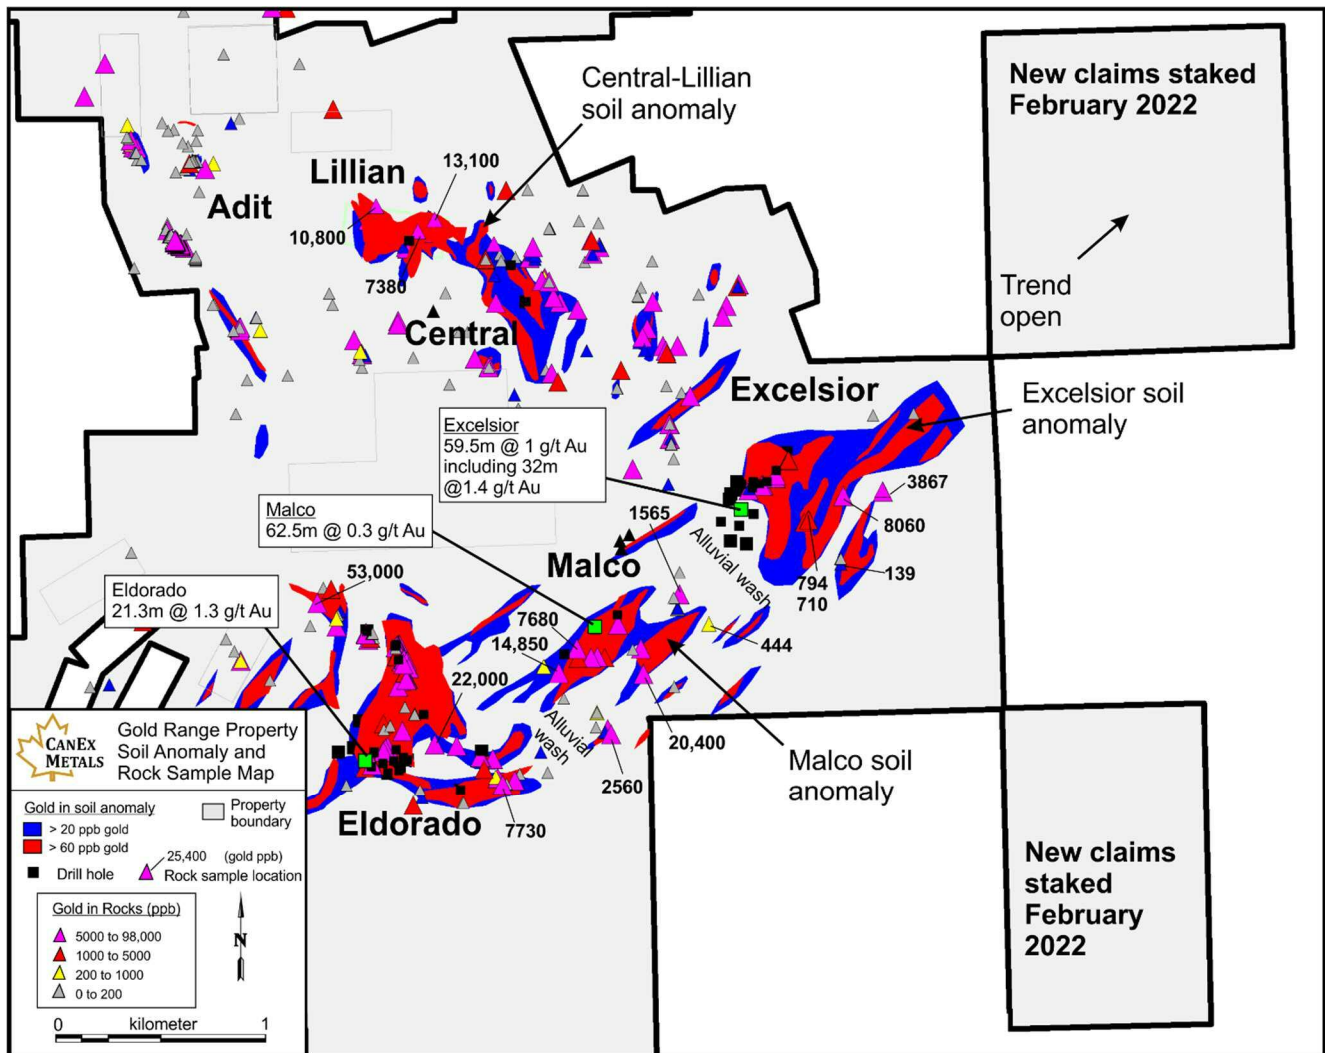 New claims staked
February 2022
Central-Lillian
soil anomaly
Lillian
13,100
Adit
10,800
7380
Trend
open
Central
Excelsior
Excelsior soil
anomaly
Excelsior
59.5m @ 1 g/t Au
including 32m
@1.4 g/t Au
3867
8060
Malco
62.5m @ 0.3 g/t Au
1565
Alluvial wash
Malco
139
794
710
53,000
Eldorado
21.3m @ 1.3 g/t Au
7680
14,850
444
22,000
Alluvial
wash
20,400
2560
Malco soil
anomaly
Eldorado
7730
New claims
staked
February
2022
CANEX
METALS
Gold Range Property
Soil Anomaly and
Rock Sample Map
Gold in soil anomaly
> 20 ppb gold
> 60 ppb gold
Property
boundary
Drill hole
25,400 (gold ppb)
Rock sample location
Gold in Rocks (ppb)
5000 to 98,000
1000 to 5000
200 to 1000
0 to 200
N
0 kilometer 1